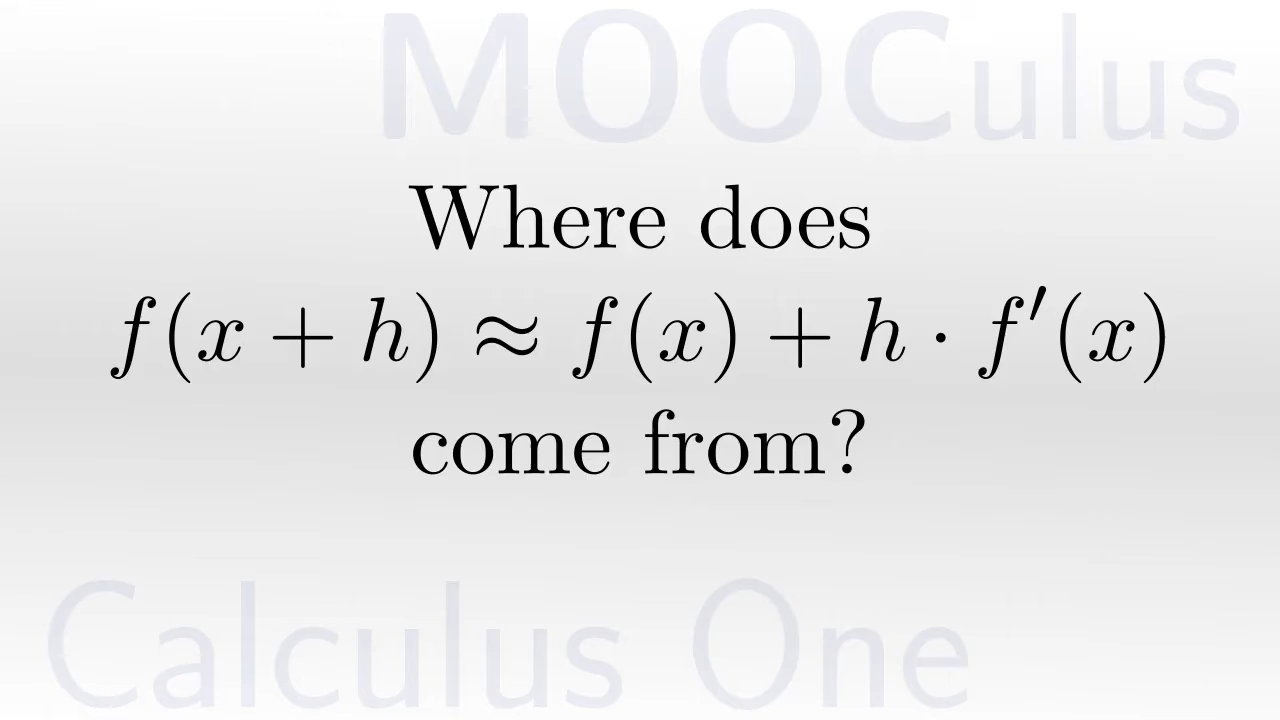 MOOCulus
Where does
f(x + h) ≈ f(x) + h · f′(x)
come from?
Calculus One